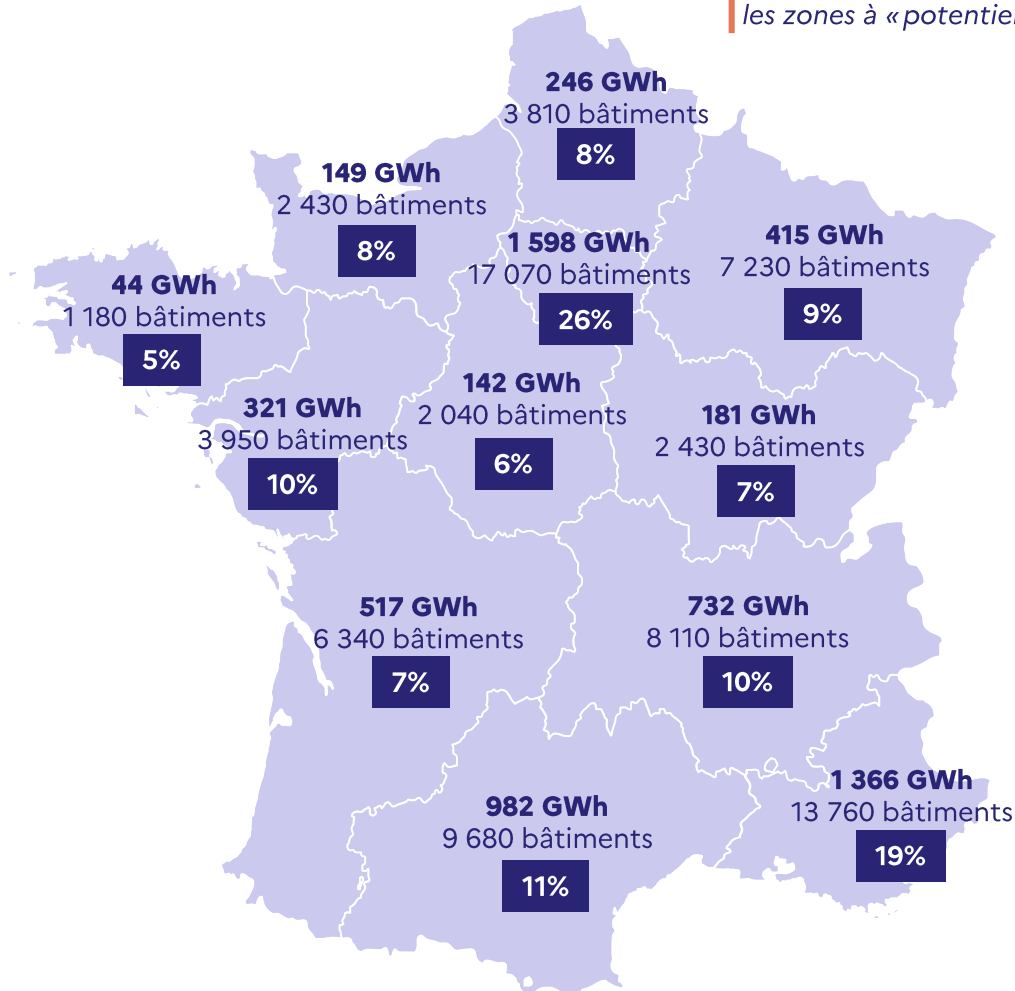 les zones à « potentiel
246 GWh
3 810 bâtiments
8%
149 GWh
2 430 bâtiments
8%
1 598 GWh
17 070 bâtiments
26%
415 GWh
7 230 bâtiments
9%
44 GWh
1 180 bâtiments
5%
142 GWh
2 040 bâtiments
6%
321 GWh
3 950 bâtiments
10%
181 GWh
2 430 bâtiments
7%
517 GWh
6 340 bâtiments
7%
732 GWh
8 110 bâtiments
10%
982 GWh
9 680 bâtiments
11%
1 366 GWh
13 760 bâtiments
19%